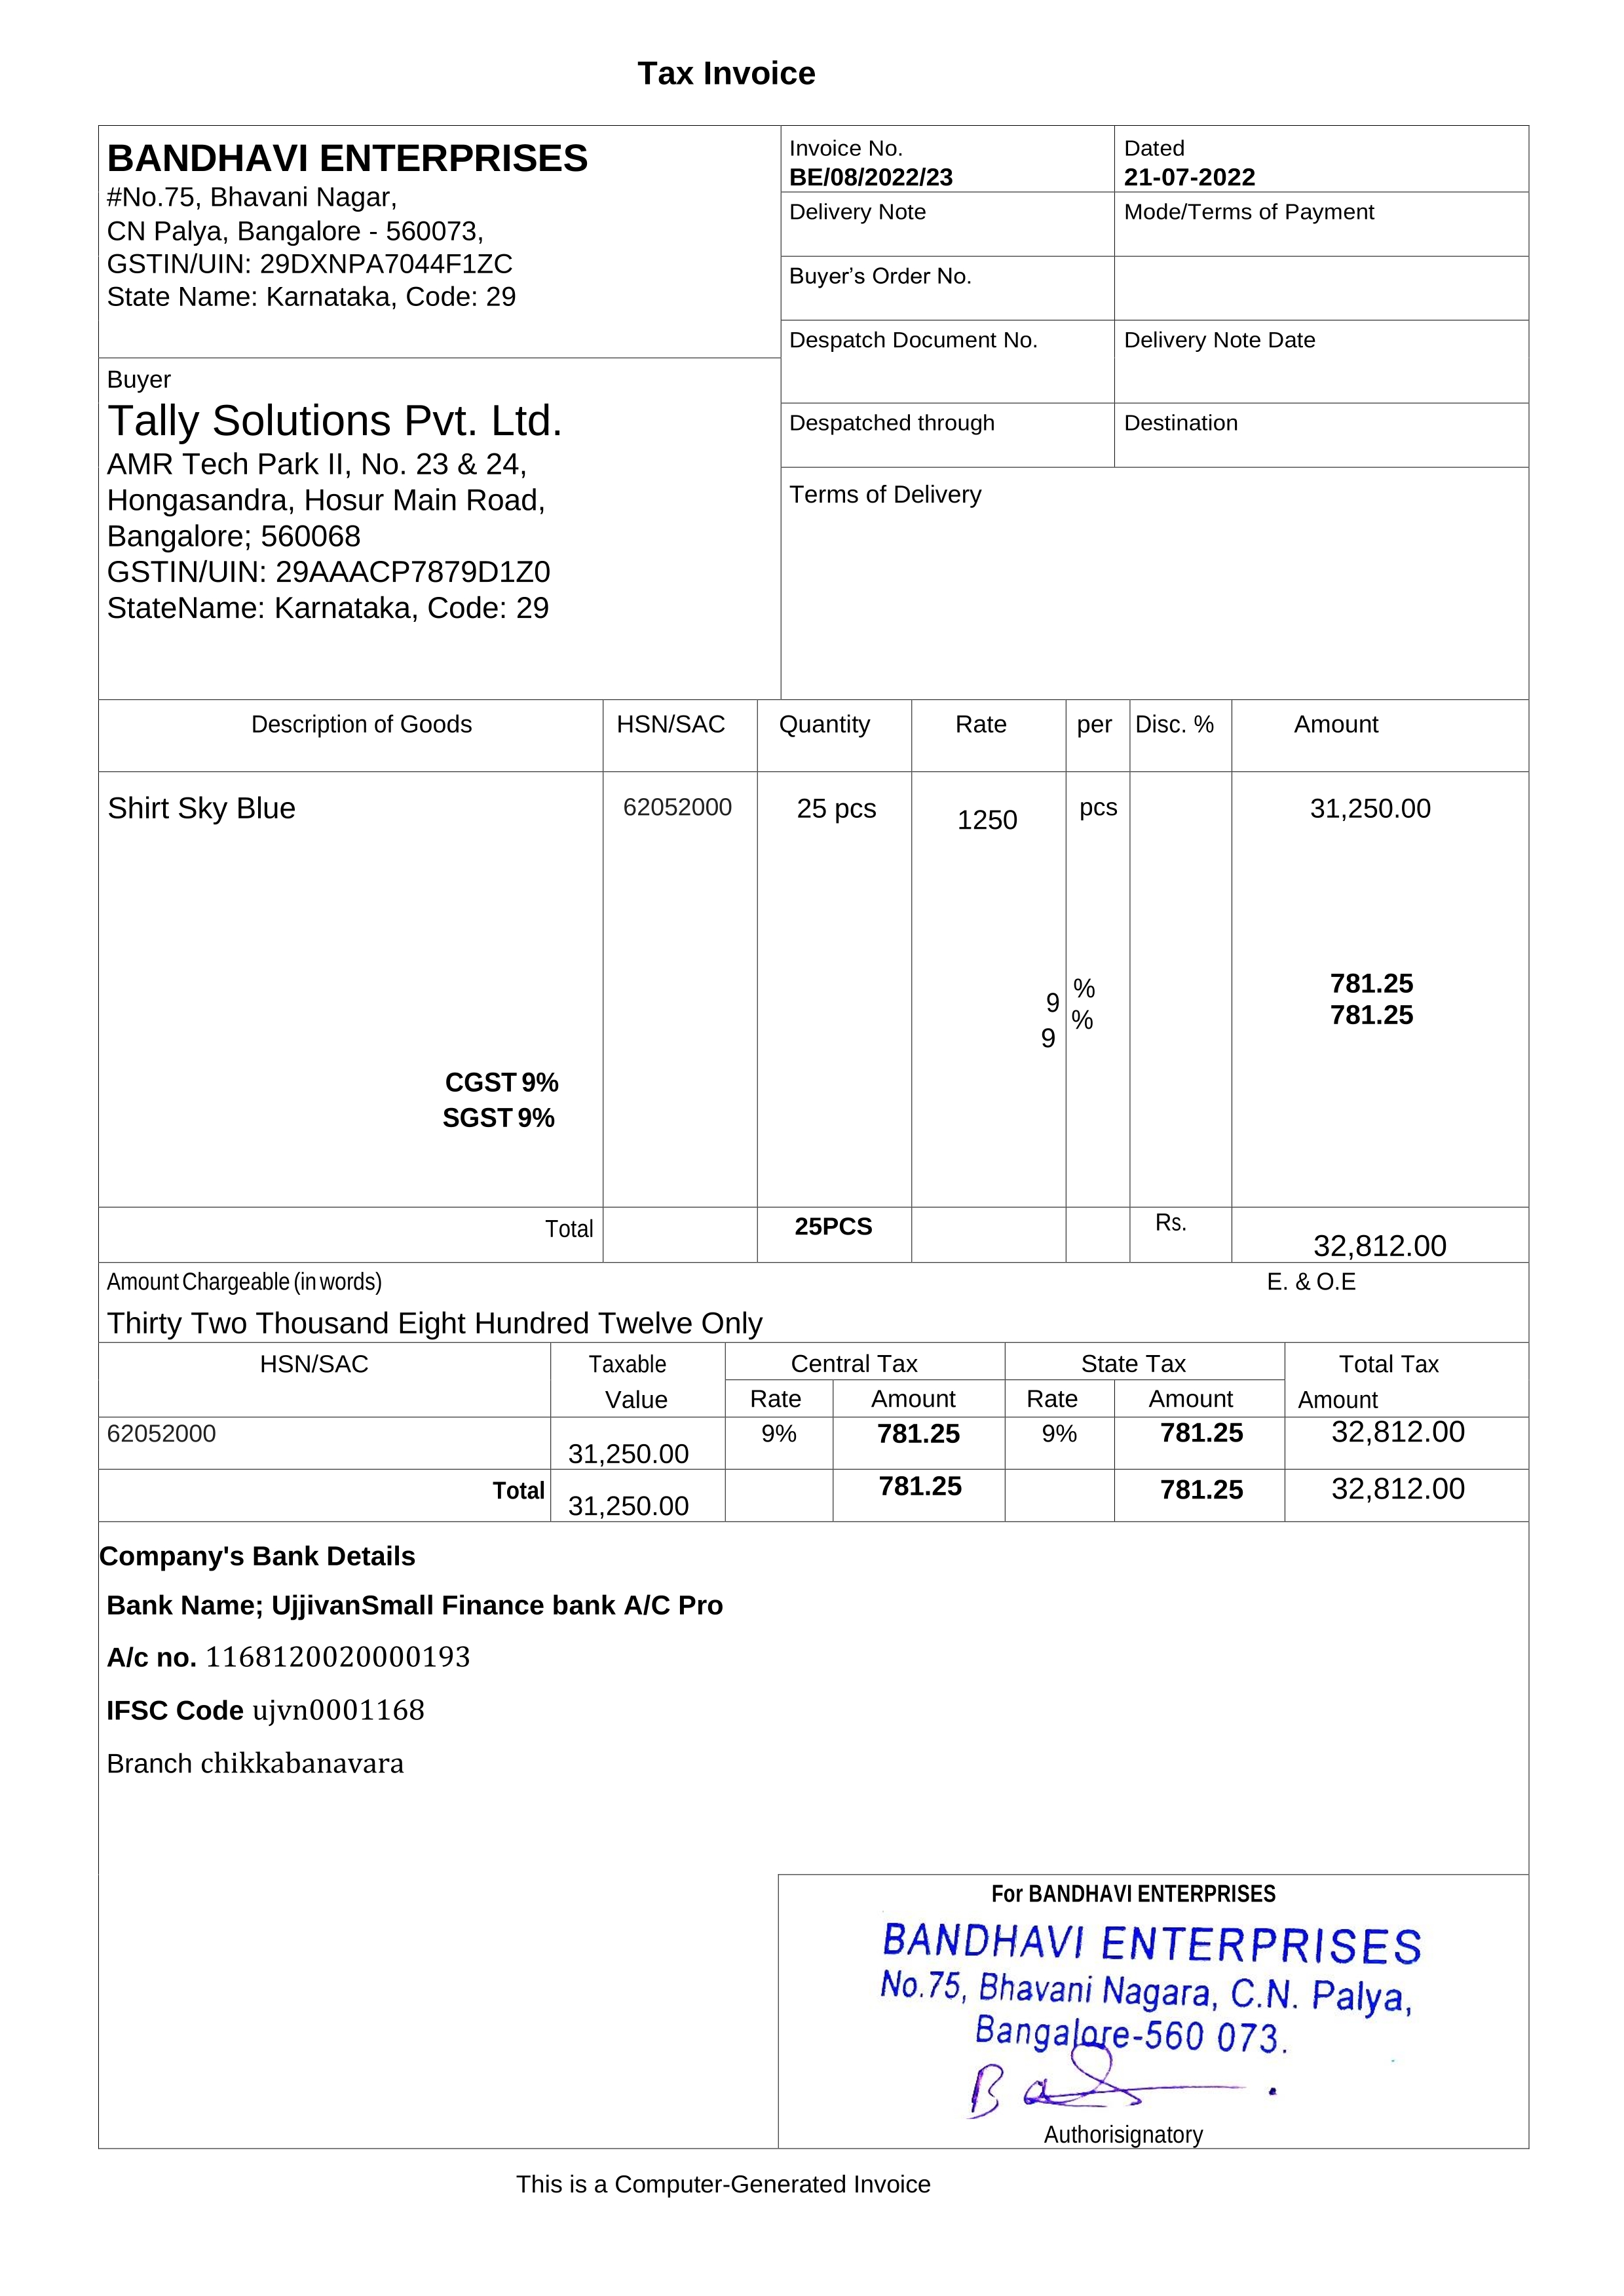 Tax Invoice
BANDHAVI ENTERPRISES
#No.75, Bhavani Nagar,
CN Palya, Bangalore - 560073,
GSTIN/UIN: 29DXNPA7044F1ZC
State Name: Karnataka, Code: 29
Invoice No.
BE/08/2022/23
Dated
21-07-2022
Delivery Note
Mode/Terms of Payment
Buyer’s Order No.
Despatch Document No.
Delivery Note Date
Despatched through
Destination
Terms of Delivery
Buyer
Tally Solutions Pvt. Ltd.
AMR Tech Park II, No. 23 & 24,
Hongasandra, Hosur Main Road,
Bangalore; 560068
GSTIN/UIN: 29AAACP7879D1Z0
StateName: Karnataka, Code: 29
Description of Goods HSN/SAC Quantity Rate per Disc. % Amount
Shirt Sky Blue 62052000 25 pcs 1250 pcs 31,250.00
9 % 781.25
9 % 781.25
CGST 9%
SGST 9%
Total 25PCS Rs. 32,812.00
Amount Chargeable (in words) E. & O.E
Thirty Two Thousand Eight Hundred Twelve Only
HSN/SAC Taxable Central Tax State Tax Total Tax
Value Rate Amount Rate Amount Amount
62052000 31,250.00 9% 781.25 9% 781.25 32,812.00
Total 31,250.00 781.25 781.25 32,812.00
Company's Bank Details
Bank Name; UjjivanSmall Finance bank A/C Pro
A/c no. 1168120020000193
IFSC Code ujvn0001168
Branch chikkabanavara
For BANDHAVI ENTERPRISES
BANDHAVI ENTERPRISES
No.75, Bhavani Nagara, C.N. Palya,
Bangalore-560 073.
Authorisignatory
This is a Computer-Generated Invoice